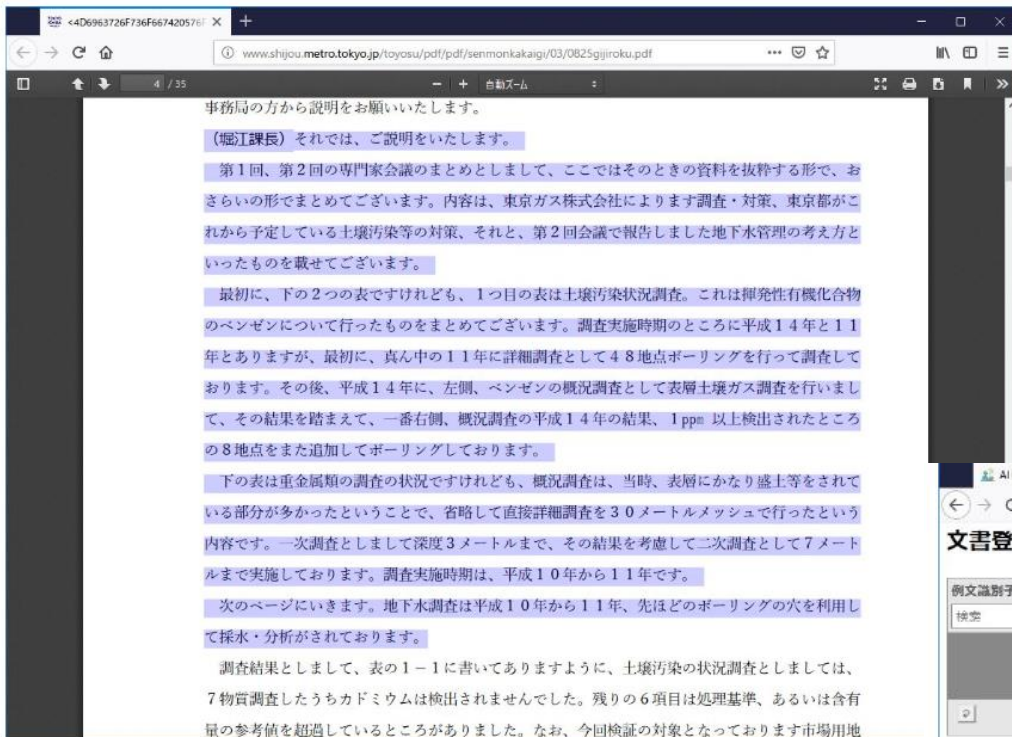 <4D6963726F736F667420576F
www.shijou.metro.tokyo.jp/toyosu/pdf/pdf/senmonkakaigi/03/0825gijiroku.pdf
4 / 35
自動ズーム
事務局の方から説明をお願いいたします。
（堀江課長）それでは、ご説明をいたします。
第1回、第2回の専門家会議のまとめとしまして、ここではそのときの資料を抜粋する形で、お
さらいの形でまとめてございます。内容は、東京ガス株式会社によります調査・対策、東京都がこ
れから予定している土壌汚染等の対策、それと、第2回会議で報告しました地下水管理の考え方と
いったものを載せてございます。
最初に、下の2つの表ですけれども、1つ目の表は土壌汚染状況調査。これは揮発性有機化合物
のベンゼンについて行ったものをまとめてございます。調査実施時期のところに平成14年と11
年とありますが、最初に、真ん中の11年に詳細調査として48地点ボーリングを行って調査して
おります。その後、平成14年に、左側、ベンゼンの概況調査として表層土壌ガス調査を行いまし
て、その結果を踏まえて、一番右側、概況調査の平成14年の結果、1ppm 以上検出されたところ
の8地点をまた追加してボーリングしております。
下の表は重金属類の調査の状況ですけれども、概況調査は、当時、表層にかなり盛土等をされて
いる部分が多かったということで、省略して直接詳細調査を30メートルメッシュで行ったという
内容です。一次調査としまして深度3メートルまで、その結果を考慮して二次調査として7メート
ルまで実施しております。調査実施時期は、平成10年から11年です。
次のページにいきます。地下水調査は平成10年から11年、先ほどのボーリングの穴を利用し
て採水・分析がされております。
調査結果としまして、表の1－1に書いてありますように、土壌汚染の状況調査としましては、
7物質調査したうちカドミウムは検出されませんでした。残りの6項目は処理基準、あるいは含有
量の参考値を超過しているところがありました。なお、今回検証の対象となっております市場用地
AI
文書登
例文識別子
検索